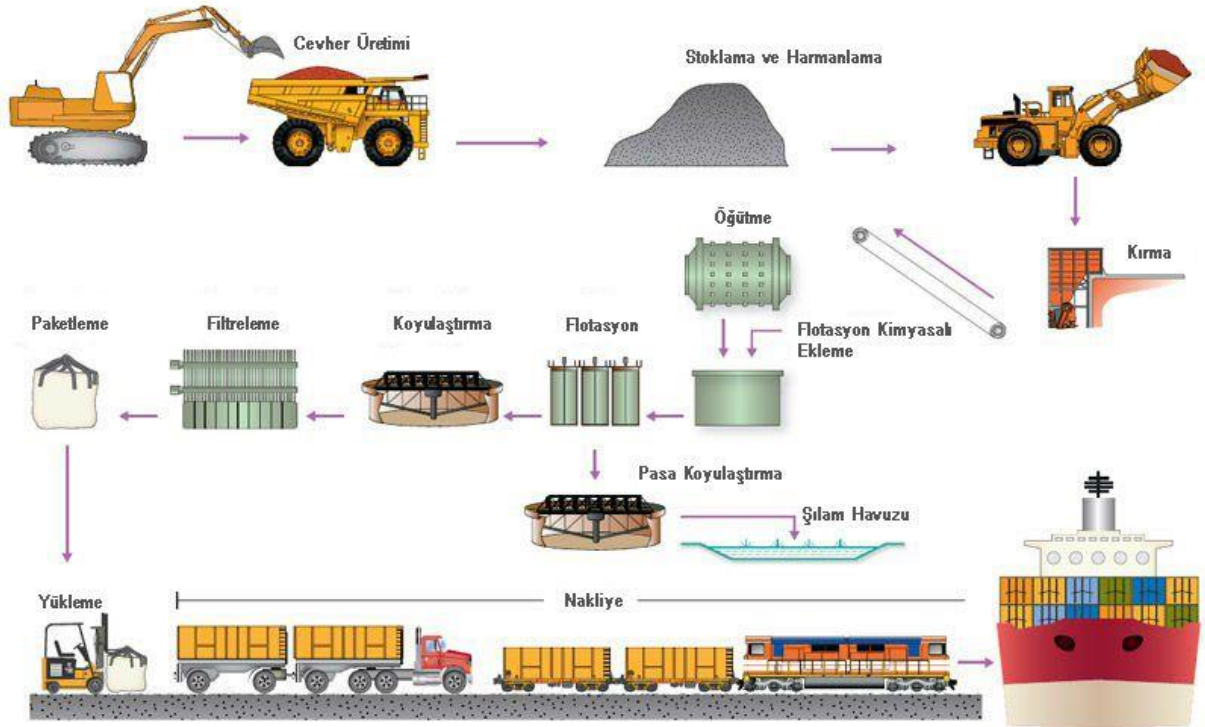 Cevher Üretimi
Stoklama ve Harmanlama
Öğütme
Kırma
Paketleme
Filtreleme
Koyulaştırma
Flotasyon
Flotasyon Kimyasalı
Ekleme
Pasa Koyulaştırma
Şılam Havuzu
Yükleme
Nakliye